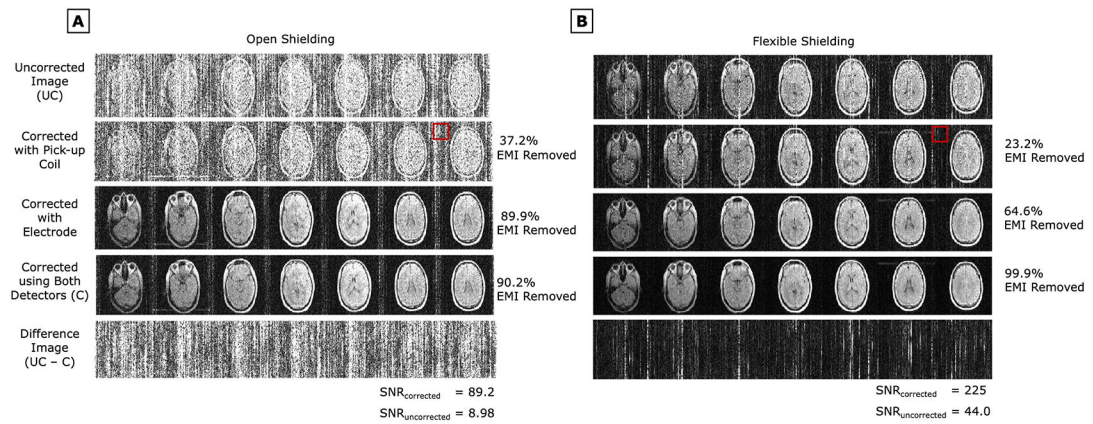 A
Open Shielding
Uncorrected
Image
(UC)
Corrected
with Pick-up
Coil
37.2%
EMI Removed
Corrected
with
Electrode
89.9%
EMI Removed
Corrected
using Both
Detectors (C)
90.2%
EMI Removed
Difference
Image
(UC – C)
SNRcorrected = 89.2
SNRuncorrected = 8.98
B
Flexible Shielding
23.2%
EMI Removed
64.6%
EMI Removed
99.9%
EMI Removed
SNRcorrected = 225
SNRuncorrected = 44.0